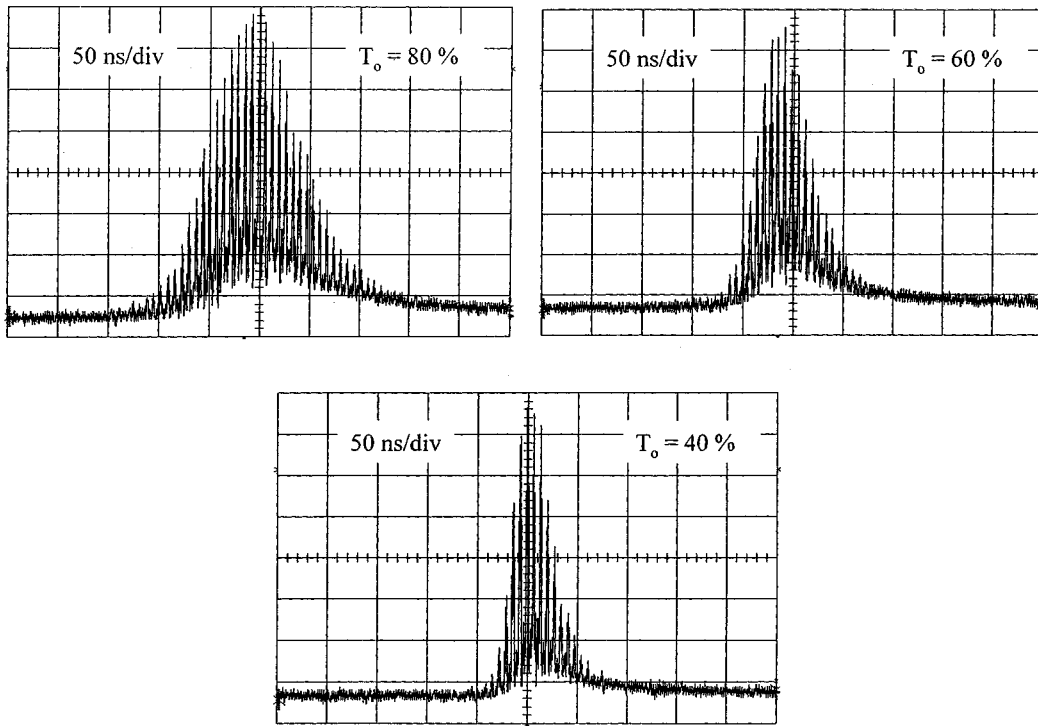 50 ns/div
T₀ = 80 %
50 ns/div
T₀ = 60 %
50 ns/div
T₀ = 40 %